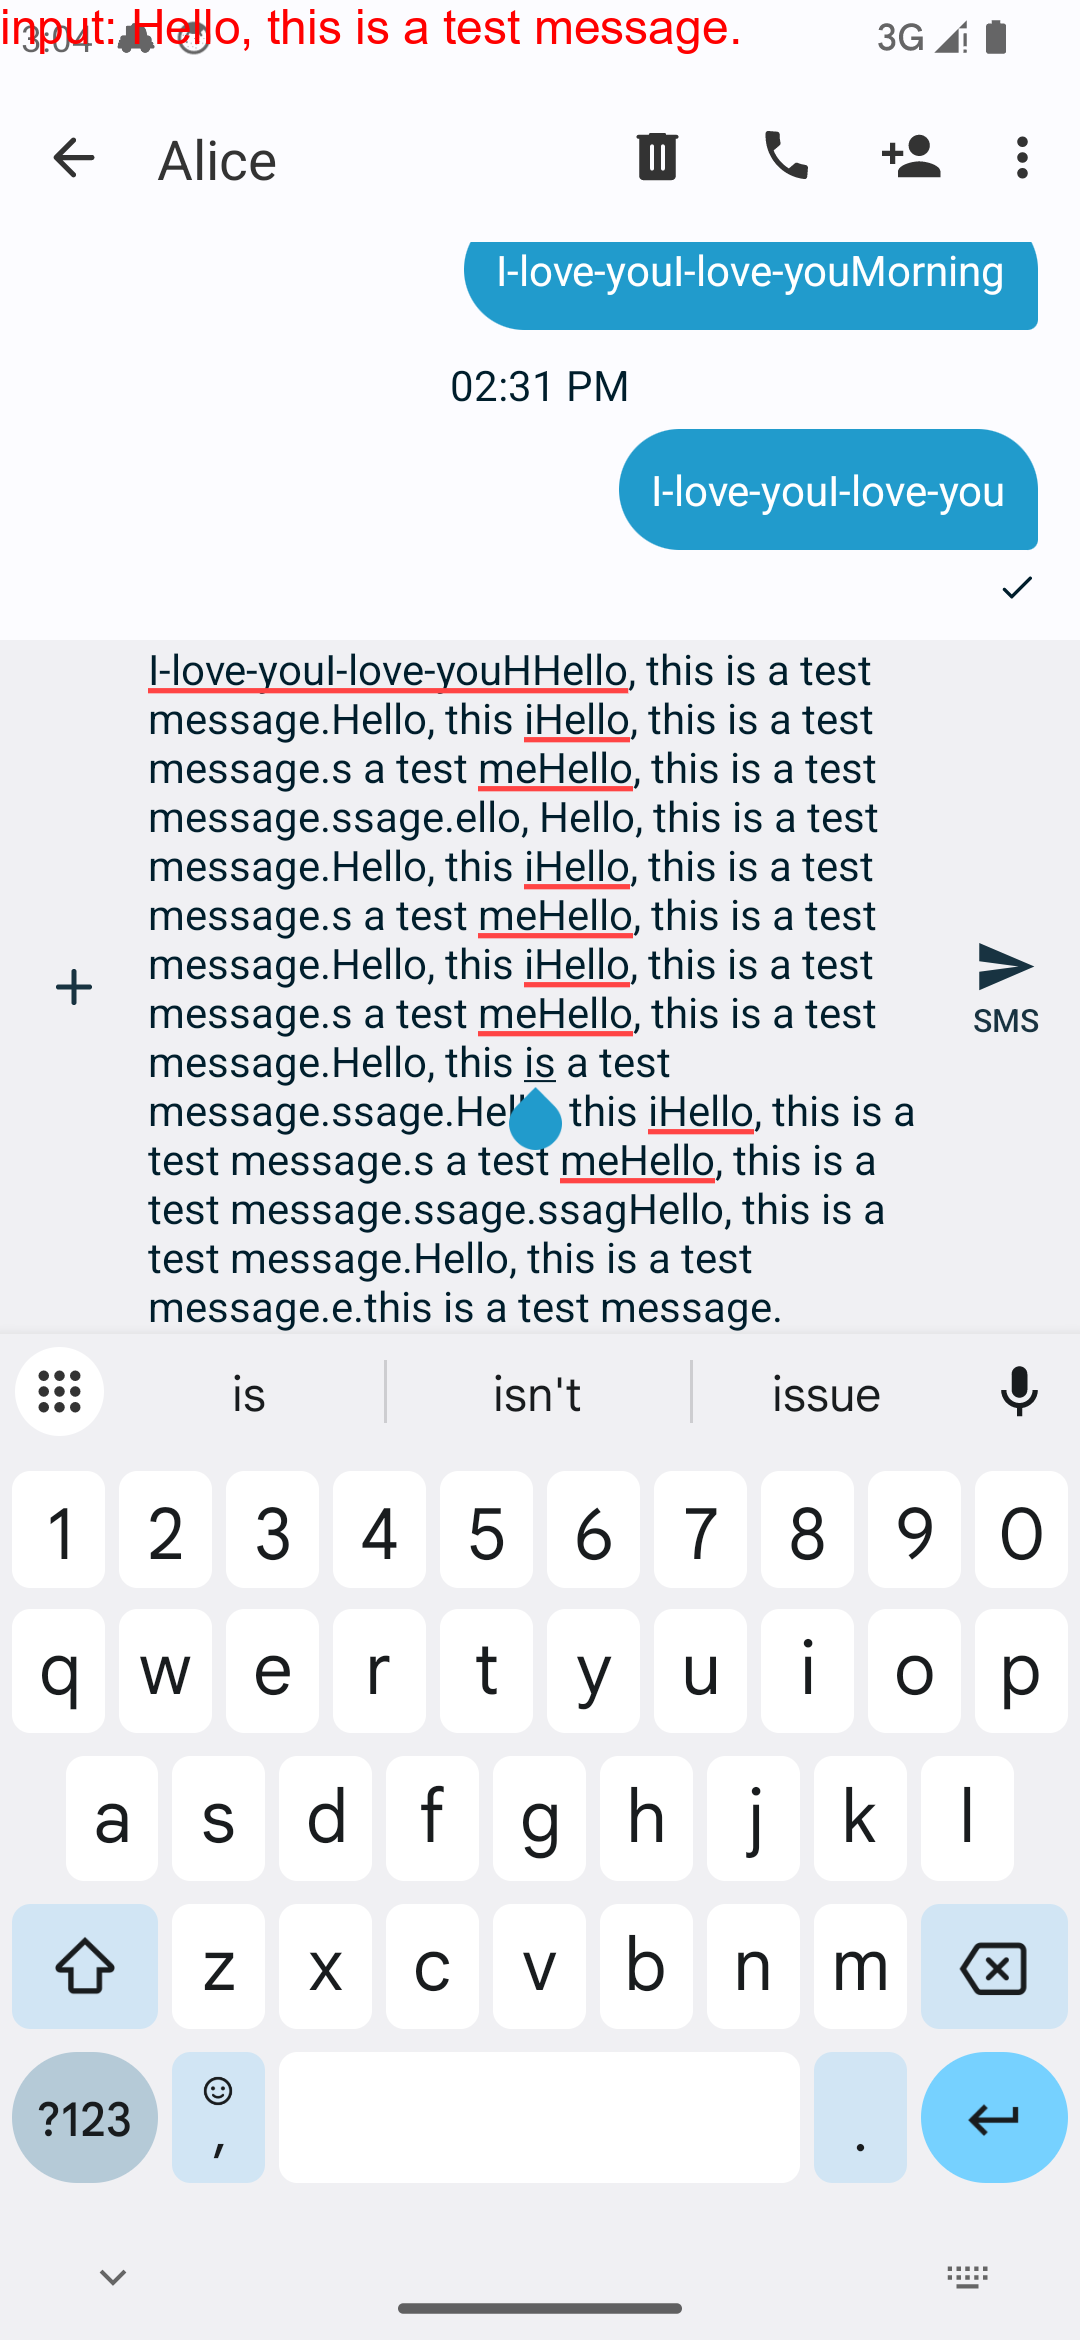 input: Hello, this is a test message.
3:04
3G
Alice
I-love-youI-love-youMorning
02:31 PM
I-love-youI-love-you
I-love-youI-love-youHHello, this is a test
message.Hello, this iHello, this is a test
message.s a test meHello, this is a test
message.ssage.ello, Hello, this is a test
message.Hello, this iHello, this is a test
message.s a test meHello, this is a test
message.Hello, this iHello, this is a test
message.s a test meHello, this is a test
message.Hello, this is a test
message.ssage.Hello, this iHello, this is a
test message.s a test meHello, this is a
test message.ssage.ssagHello, this is a
test message.Hello, this is a test
message.e.this is a test message.
SMS
is isn't issue
1 2 3 4 5 6 7 8 9 0
q w e r t y u i o p
a s d f g h j k l
z x c v b n m
?123 , .